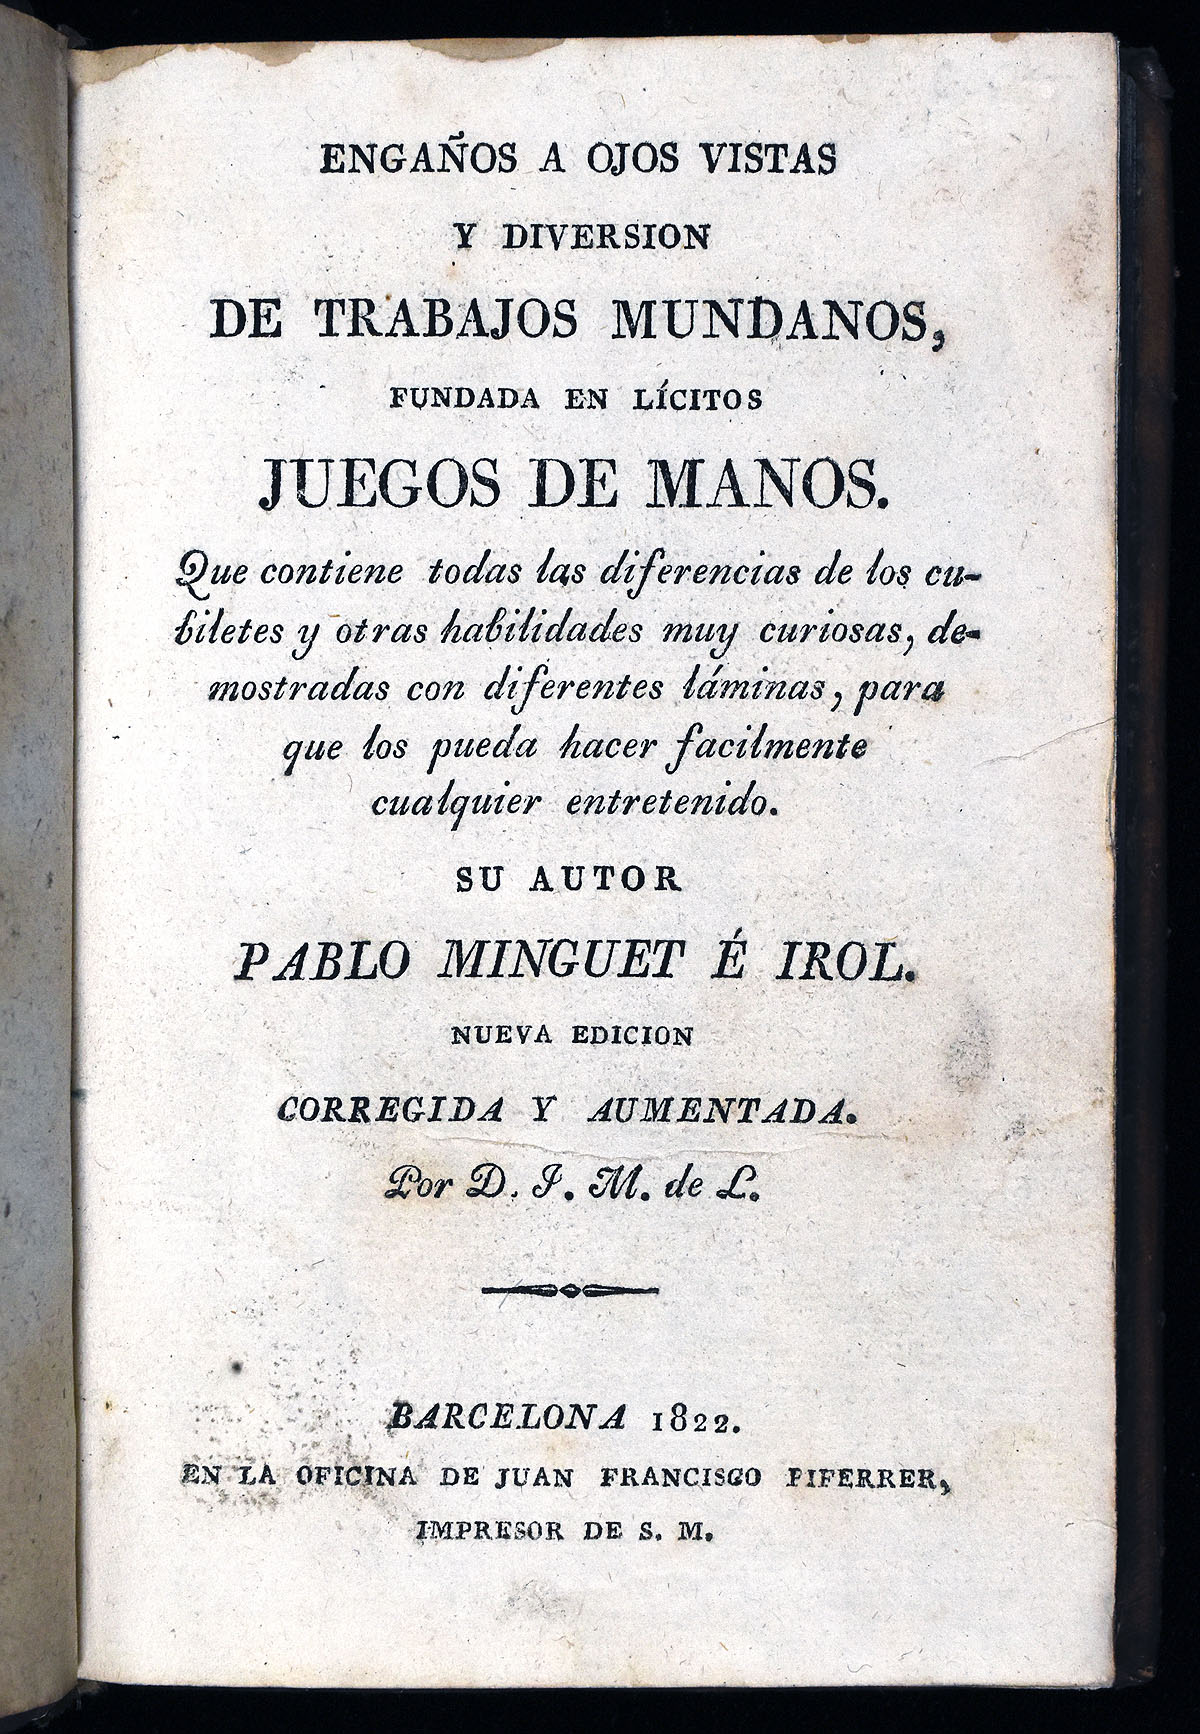 ENGAÑOS A OJOS VISTAS
Y DIVERSION
DE TRABAJOS MUNDANOS,
FUNDADA EN LÍCITOS
JUEGOS DE MANOS.
Que contiene todas las diferencias de los cu-
biletes y otras habilidades muy curiosas, de-
mostradas con diferentes láminas, para
que los pueda hacer facilmente
cualquier entretenido.
SU AUTOR
PABLO MINGUET É IROL.
NUEVA EDICION
CORREGIDA Y AUMENTADA.
Por D. J. M. de L.
BARCELONA 1822.
EN LA OFICINA DE JUAN FRANCISCO PIFERRER,
IMPRESOR DE S. M.